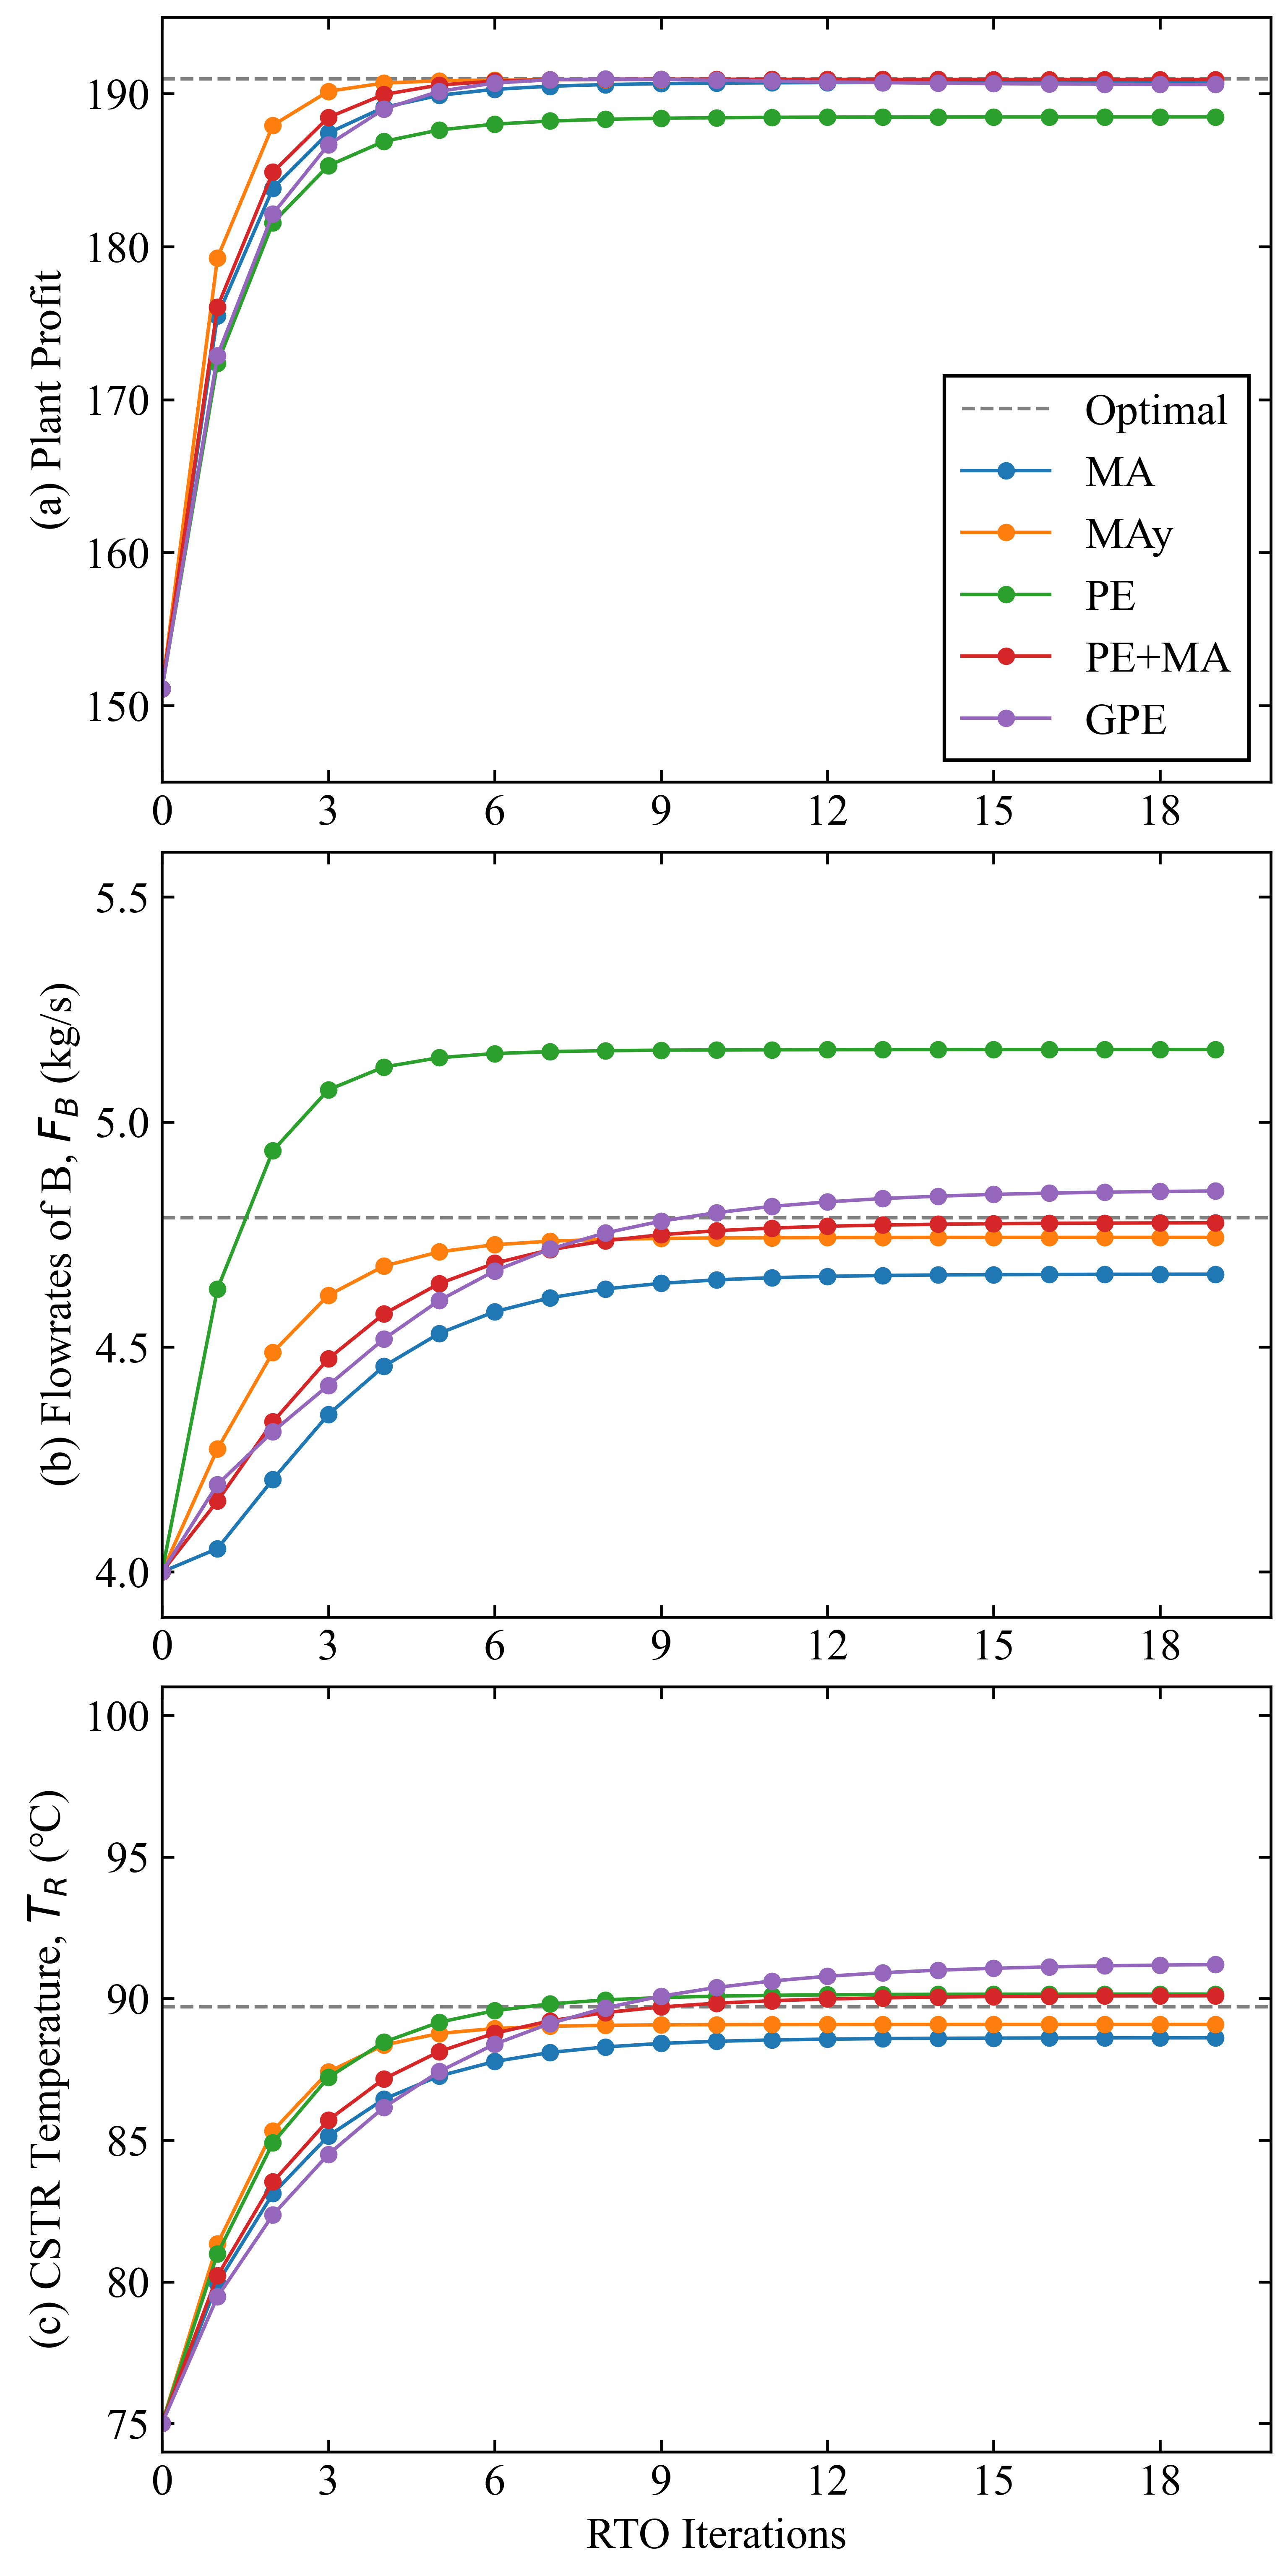 (a) Plant Profit
190
180
170
160
150
Optimal
MA
MAy
PE
PE+MA
GPE
0 3 6 9 12 15 18
(b) Flowrates of B, F_B (kg/s)
5.5
5.0
4.5
4.0
0 3 6 9 12 15 18
(c) CSTR Temperature, T_R (°C)
100
95
90
85
80
75
0 3 6 9 12 15 18
RTO Iterations